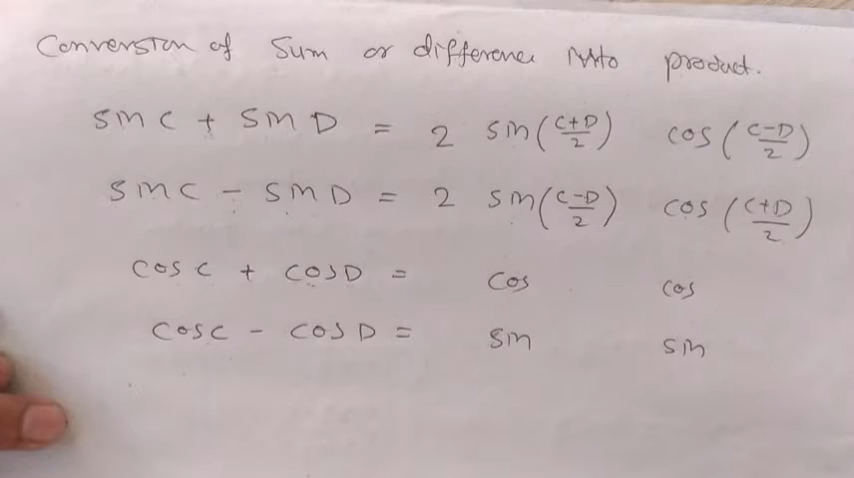 Conversion of Sum or difference into product.
sin C + sin D = 2 sin(C+D/2) cos(C-D/2)
sin C - sin D = 2 sin(C-D/2) cos(C+D/2)
cos C + cos D = cos cos
cos C - cos D = sin sin